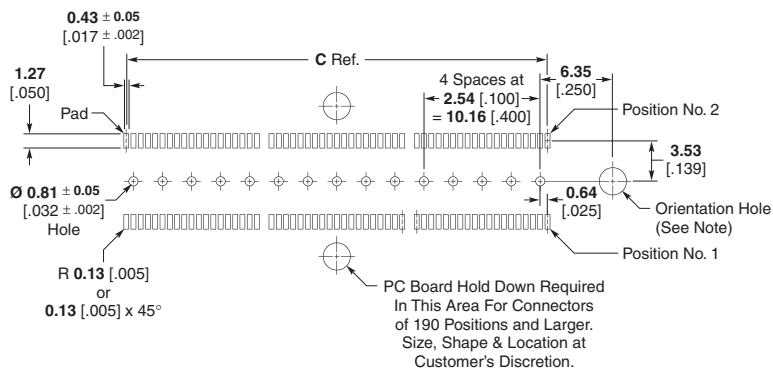 0.43 ± 0.05
[.017 ± .002]
C Ref.
1.27
[.050]
4 Spaces at
2.54 [.100]
= 10.16 [.400]
6.35
[.250]
Pad
Position No. 2
3.53
[.139]
Ø 0.81 ± 0.05
[.032 ± .002]
Hole
0.64
[.025]
Orientation Hole
(See Note)
Position No. 1
R 0.13 [.005]
or
0.13 [.005] x 45°
PC Board Hold Down Required
In This Area For Connectors
of 190 Positions and Larger.
Size, Shape & Location at
Customer's Discretion.